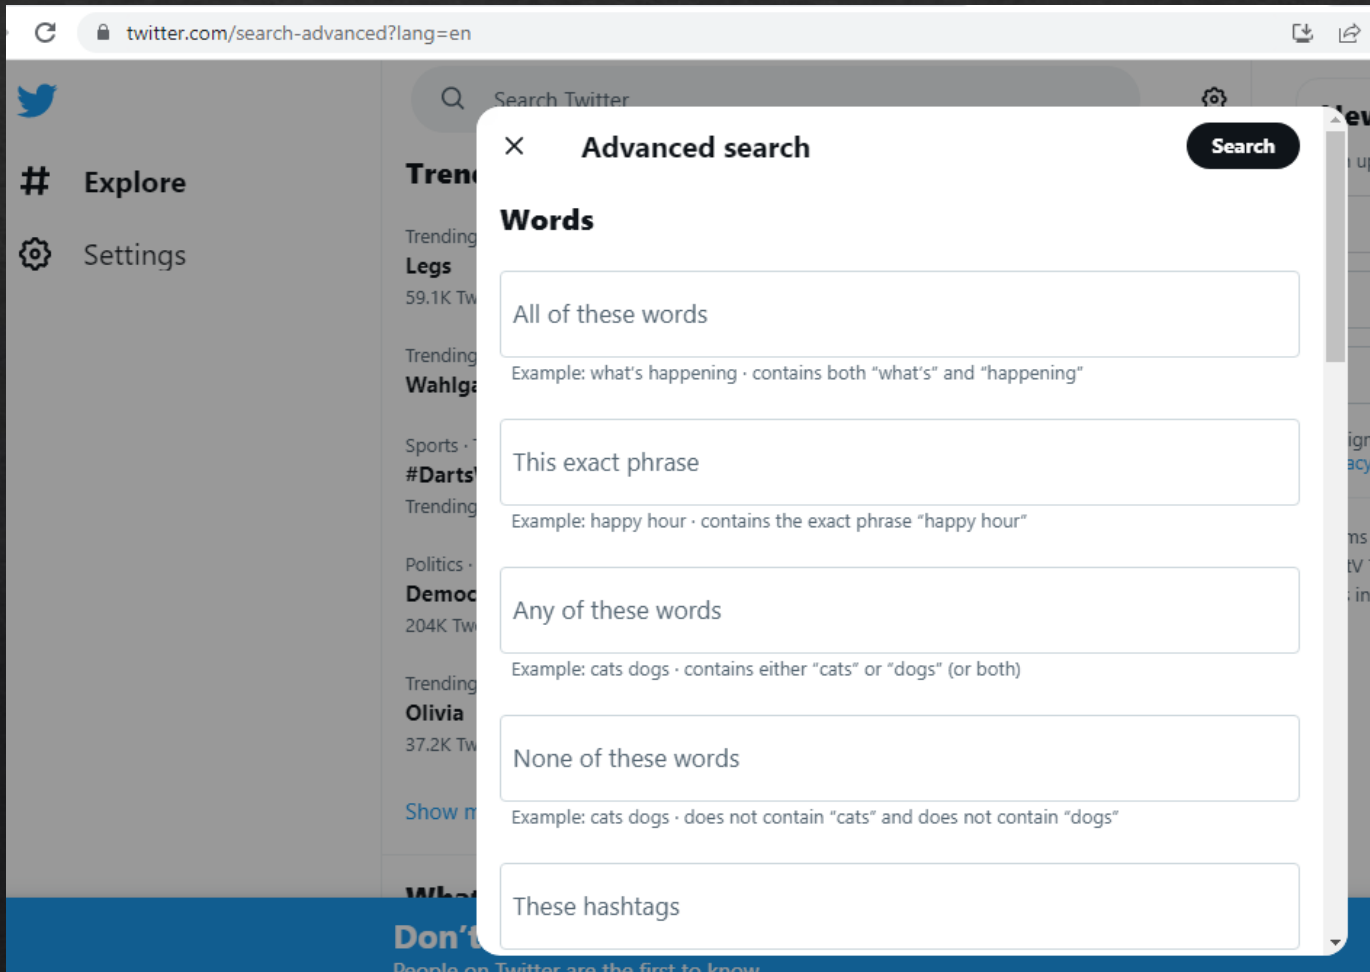 twitter.com/search-advanced?lang=en
Search Twitter
Explore
Settings
Trending
Legs
59.1K
Trending
Sports ·
Trending
Politics ·
204K
Trending
Olivia
37.2K
Show
Advanced search
Search
Words
All of these words
Example: what's happening · contains both “what's” and “happening”
This exact phrase
Example: happy hour · contains the exact phrase “happy hour”
Any of these words
Example: cats dogs · contains either “cats” or “dogs” (or both)
None of these words
Example: cats dogs · does not contain “cats” and does not contain “dogs”
These hashtags
Don't
People on Twitter are the first to know.